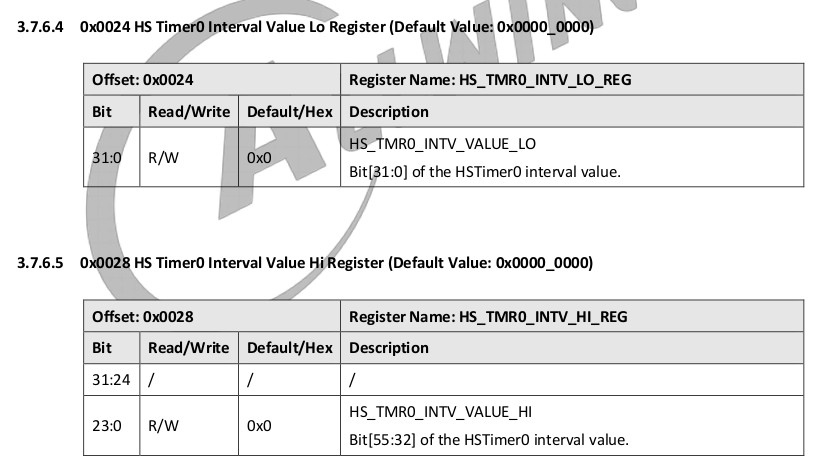 3.7.6.4 0x0024 HS Timer0 Interval Value Lo Register (Default Value: 0x0000_0000)
Offset: 0x0024 Register Name: HS_TMR0_INTV_LO_REG
Bit Read/Write Default/Hex Description
31:0 R/W 0x0 HS_TMR0_INTV_VALUE_LO
Bit[31:0] of the HSTimer0 interval value.
3.7.6.5 0x0028 HS Timer0 Interval Value Hi Register (Default Value: 0x0000_0000)
Offset: 0x0028 Register Name: HS_TMR0_INTV_HI_REG
Bit Read/Write Default/Hex Description
31:24 / / /
23:0 R/W 0x0 HS_TMR0_INTV_VALUE_HI
Bit[55:32] of the HSTimer0 interval value.